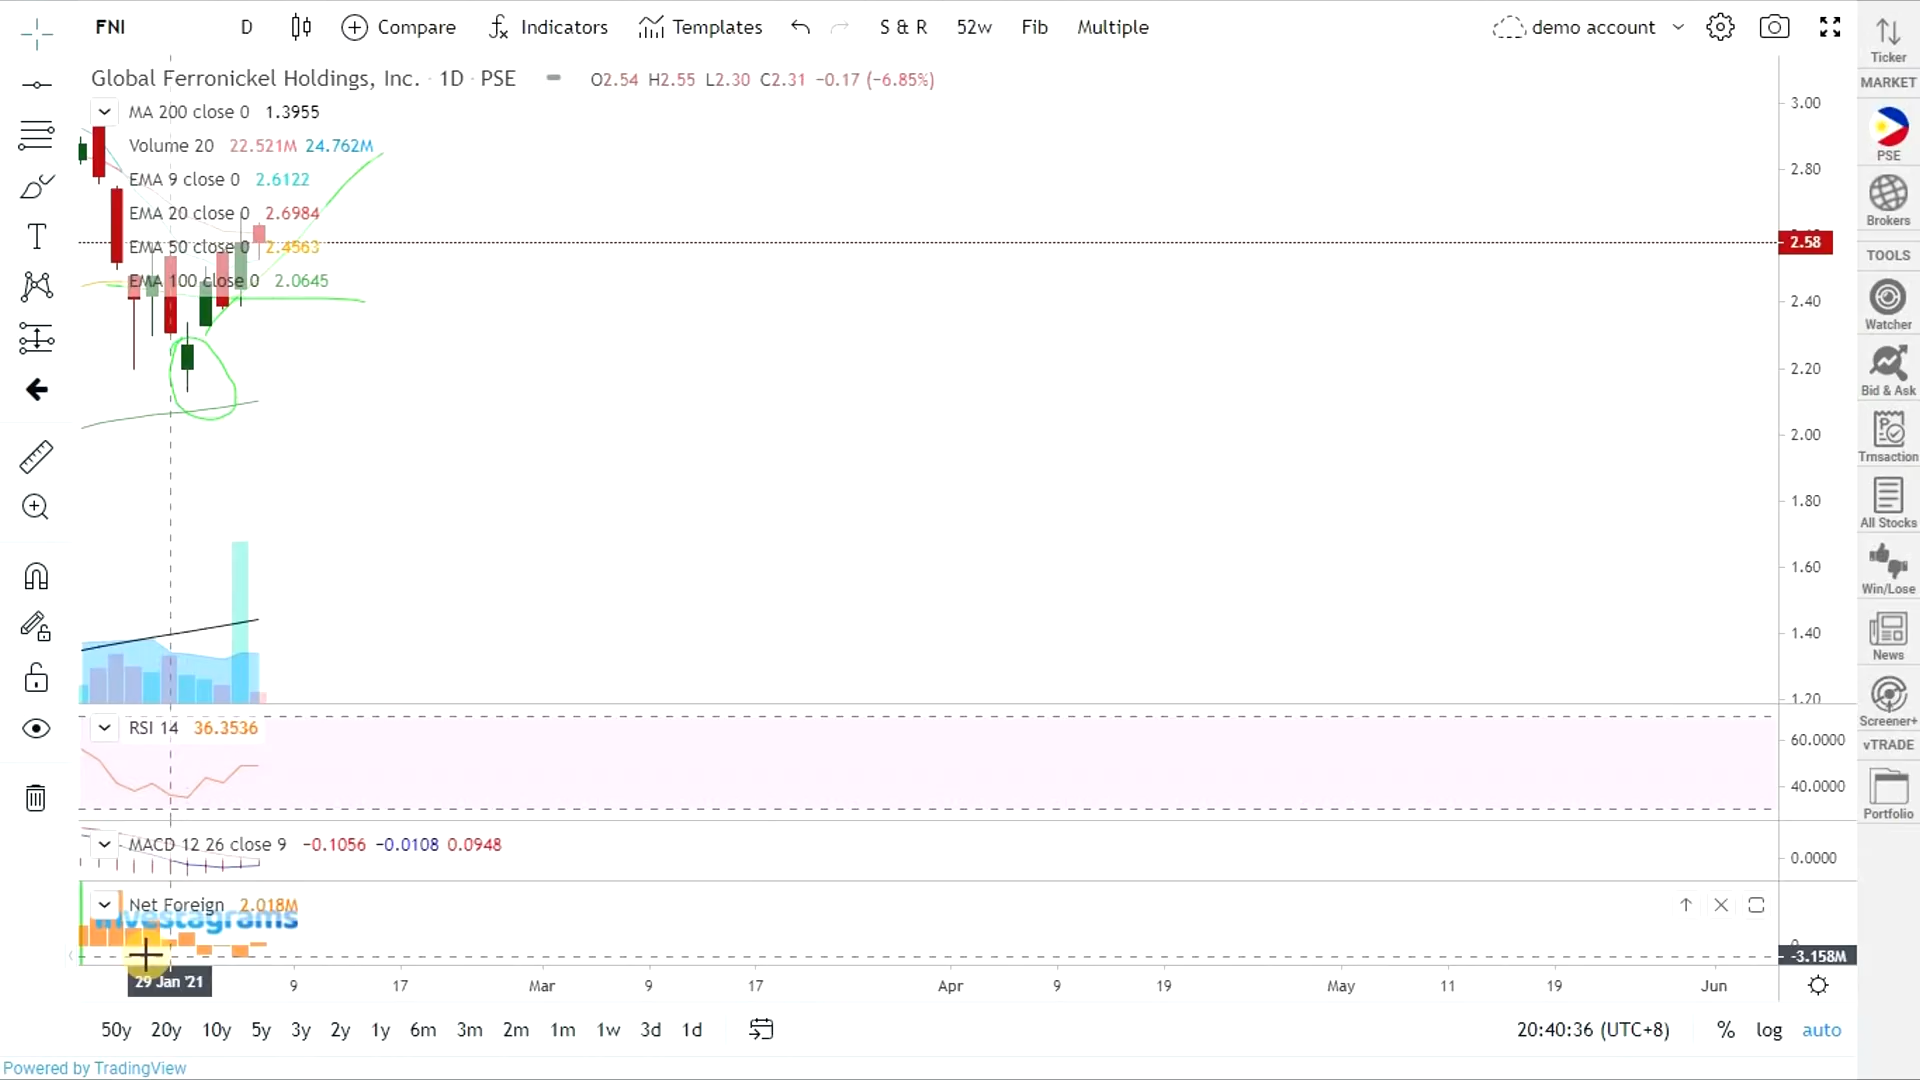 FNI D Compare Indicators Templates S & R 52w Fib Multiple demo account
Global Ferronickel Holdings, Inc. · 1D · PSE O2.54 H2.55 L2.30 C2.31 −0.17 (−6.85%)
MA 200 close 0 1.3955
Volume 20 22.521M 24.762M
EMA 9 close 0 2.6122
EMA 20 close 0 2.6984
EMA 50 close 0 2.4563
EMA 100 close 0 2.0645
3.00
2.80
2.58
2.40
2.20
2.00
1.80
1.60
1.40
1.20
RSI 14 36.3536
60.0000
40.0000
MACD 12 26 close 9 −0.1056 −0.0108 0.0948
0.0000
Net Foreign 2.018M
investagrams
-3.158M
29 Jan '21 9 17 Mar 9 17 Apr 9 19 May 11 19 Jun
50y 20y 10y 5y 3y 2y 1y 6m 3m 2m 1m 1w 3d 1d 20:40:36 (UTC+8) % log auto
Powered by TradingView
Ticker
MARKET
PSE
Brokers
TOOLS
Watcher
Bid & Ask
Trnsaction
All Stocks
Win/Lose
News
Screener+
vTRADE
Portfolio